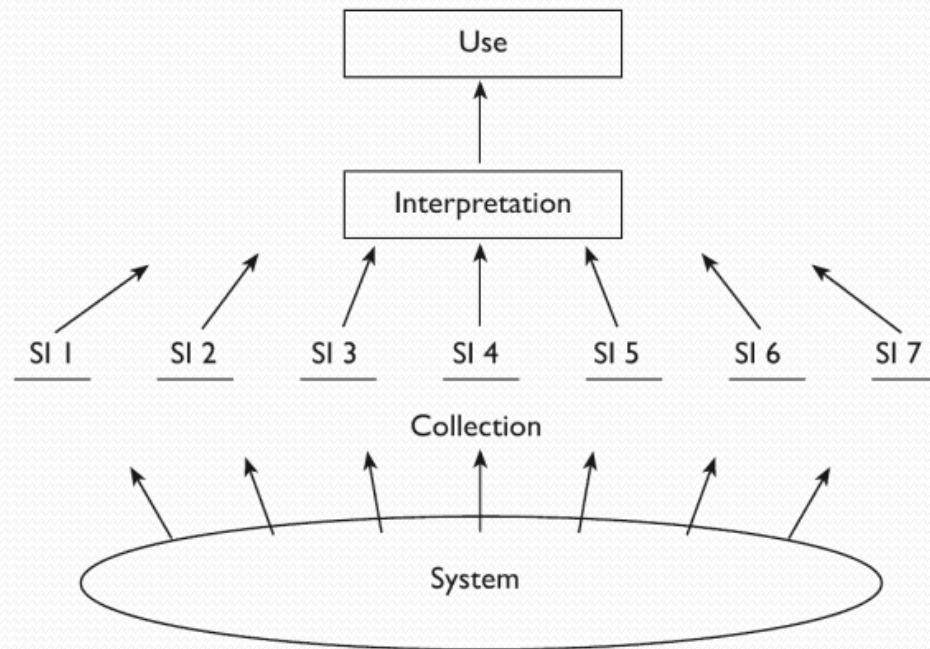 Use
Interpretation
SI 1 SI 2 SI 3 SI 4 SI 5 SI 6 SI 7
Collection
System